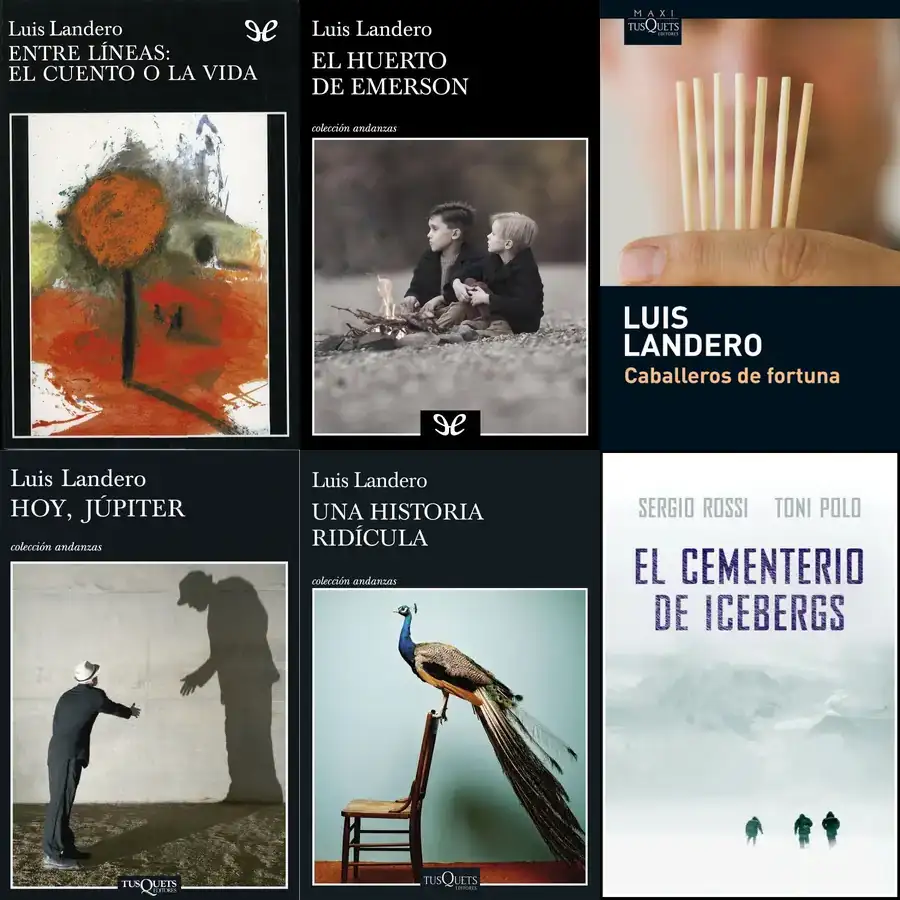 Luis Landero
ENTRE LÍNEAS:
EL CUENTO O LA VIDA
Luis Landero
EL HUERTO
DE EMERSON
colección andanzas
MAXI
TUSQUETS
EDITORES
LUIS
LANDERO
Caballeros de fortuna
Luis Landero
HOY, JÚPITER
colección andanzas
TUSQUETS
EDITORES
Luis Landero
UNA HISTORIA
RIDÍCULA
colección andanzas
TUSQUETS
EDITORES
SERGIO ROSSI TONI POLO
EL CEMENTERIO
DE ICEBERGS